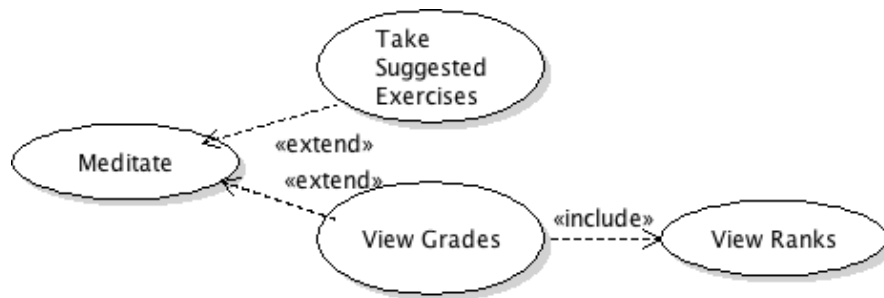 Take
Suggested
Exercises
«extend»
Meditate
«extend»
View Grades
«include»
View Ranks